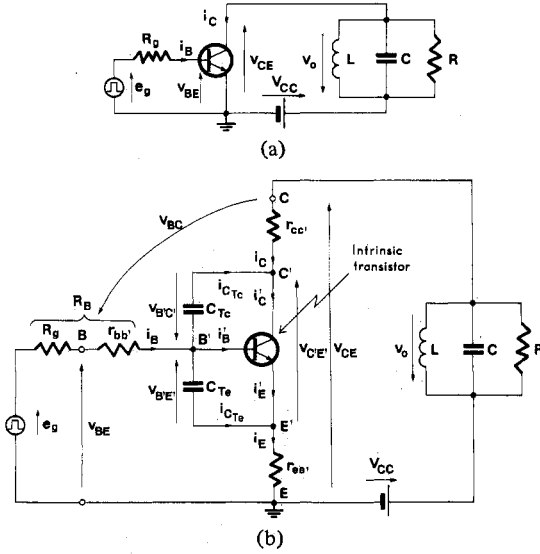 i_C
R_g
i_B
v_CE
v_o
L
C
R
e_g
v_BE
V_CC
(a)
C
v_BC
r_cc'
Intrinsic
transistor
i_C
C'
i_CTc
i'_C
R_B
v_B'C'
C_Tc
R_g
B
r_bb'
i_B
B'
i'_B
v_C'E'
v_CE
v_o
L
C
R
v_B'E'
C_Te
i'_E
e_g
v_BE
i_CTe
E'
i_E
r_ee'
V_CC
E
(b)